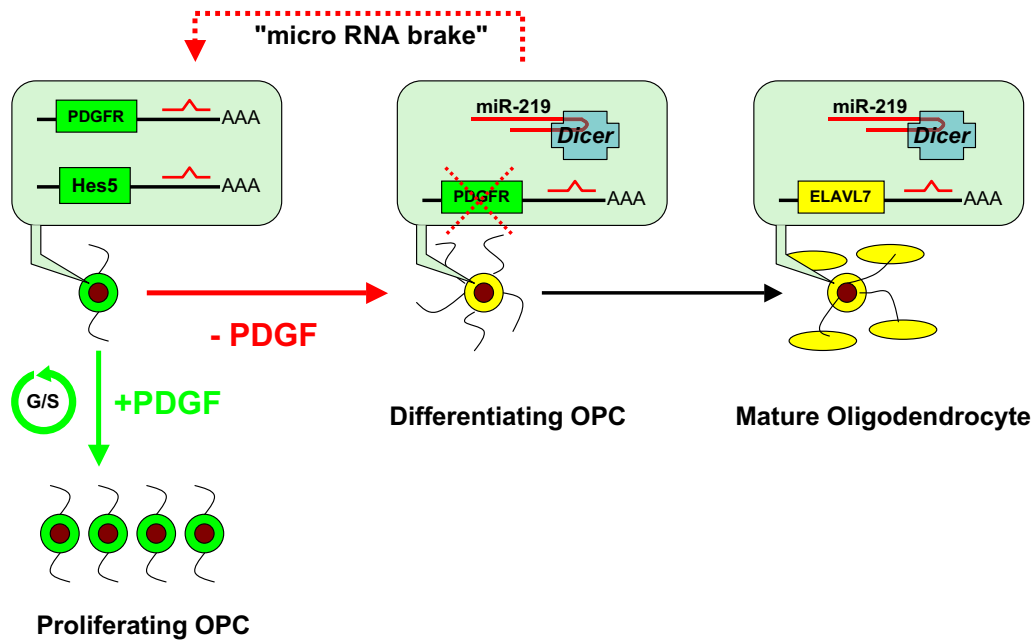 "micro RNA brake"
PDGFR
AAA
Hes5
AAA
miR-219
Dicer
PDGFR
AAA
miR-219
Dicer
ELAVL7
AAA
- PDGF
G/S
+PDGF
Differentiating OPC
Mature Oligodendrocyte
Proliferating OPC